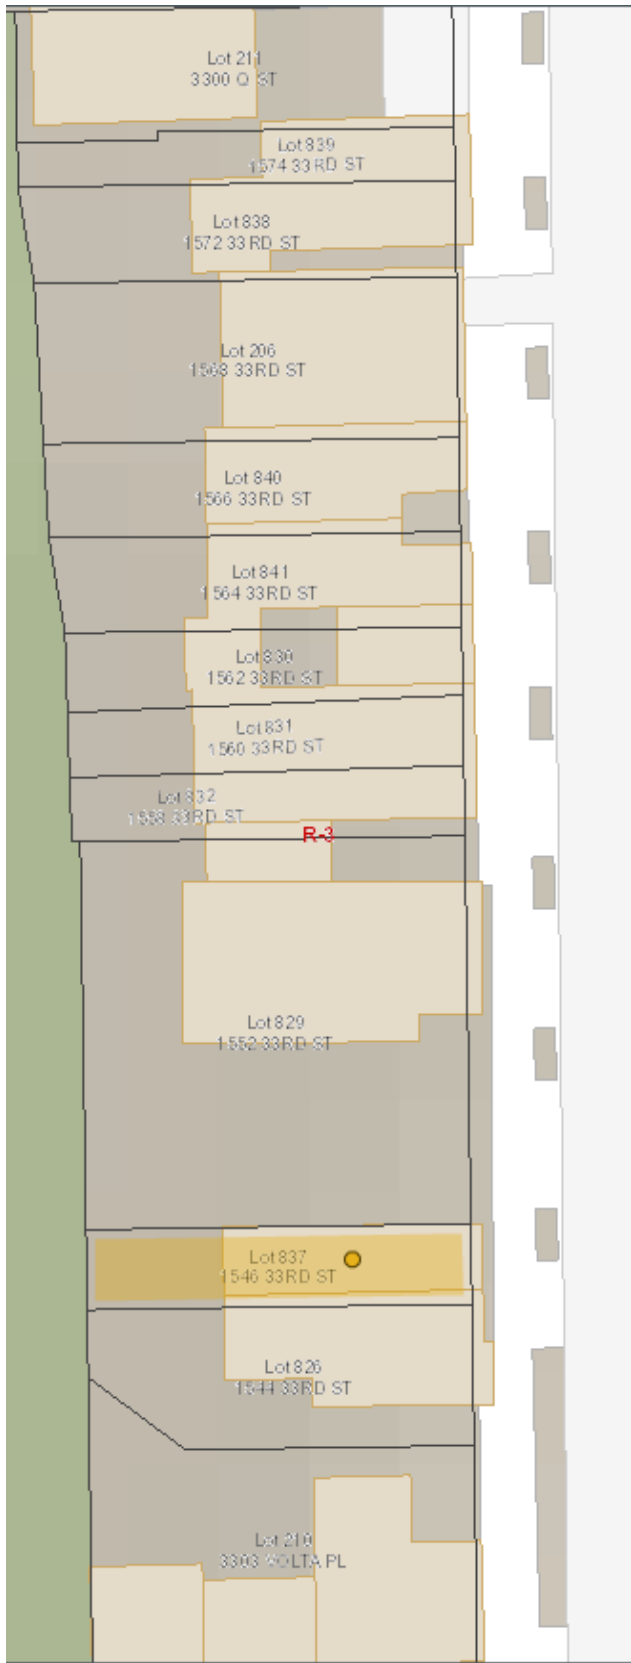 Lot 211
3300 Q ST
Lot 839
1574 33RD ST
Lot 838
1572 33RD ST
Lot 206
1568 33RD ST
Lot 840
1566 33RD ST
Lot 841
1564 33RD ST
Lot 830
1562 33RD ST
Lot 831
1560 33RD ST
Lot 832
1558 33RD ST
R-3
Lot 829
1552 33RD ST
Lot 837
1546 33RD ST
Lot 826
1544 33RD ST
Lot 210
3303 VOLTA PL